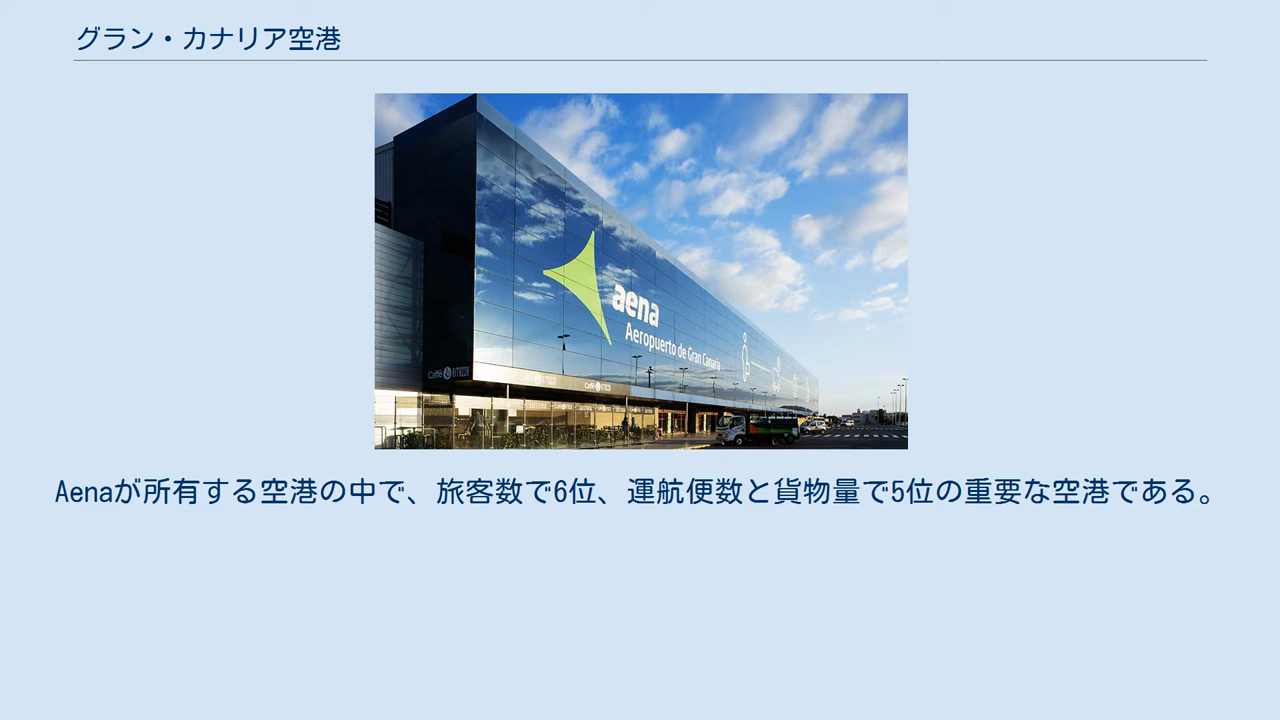 グラン・カナリア空港
aena
Aeropuerto de Gran Canaria
Caffè RITAZZA
Aenaが所有する空港の中で、旅客数で6位、運航便数と貨物量で5位の重要な空港である。